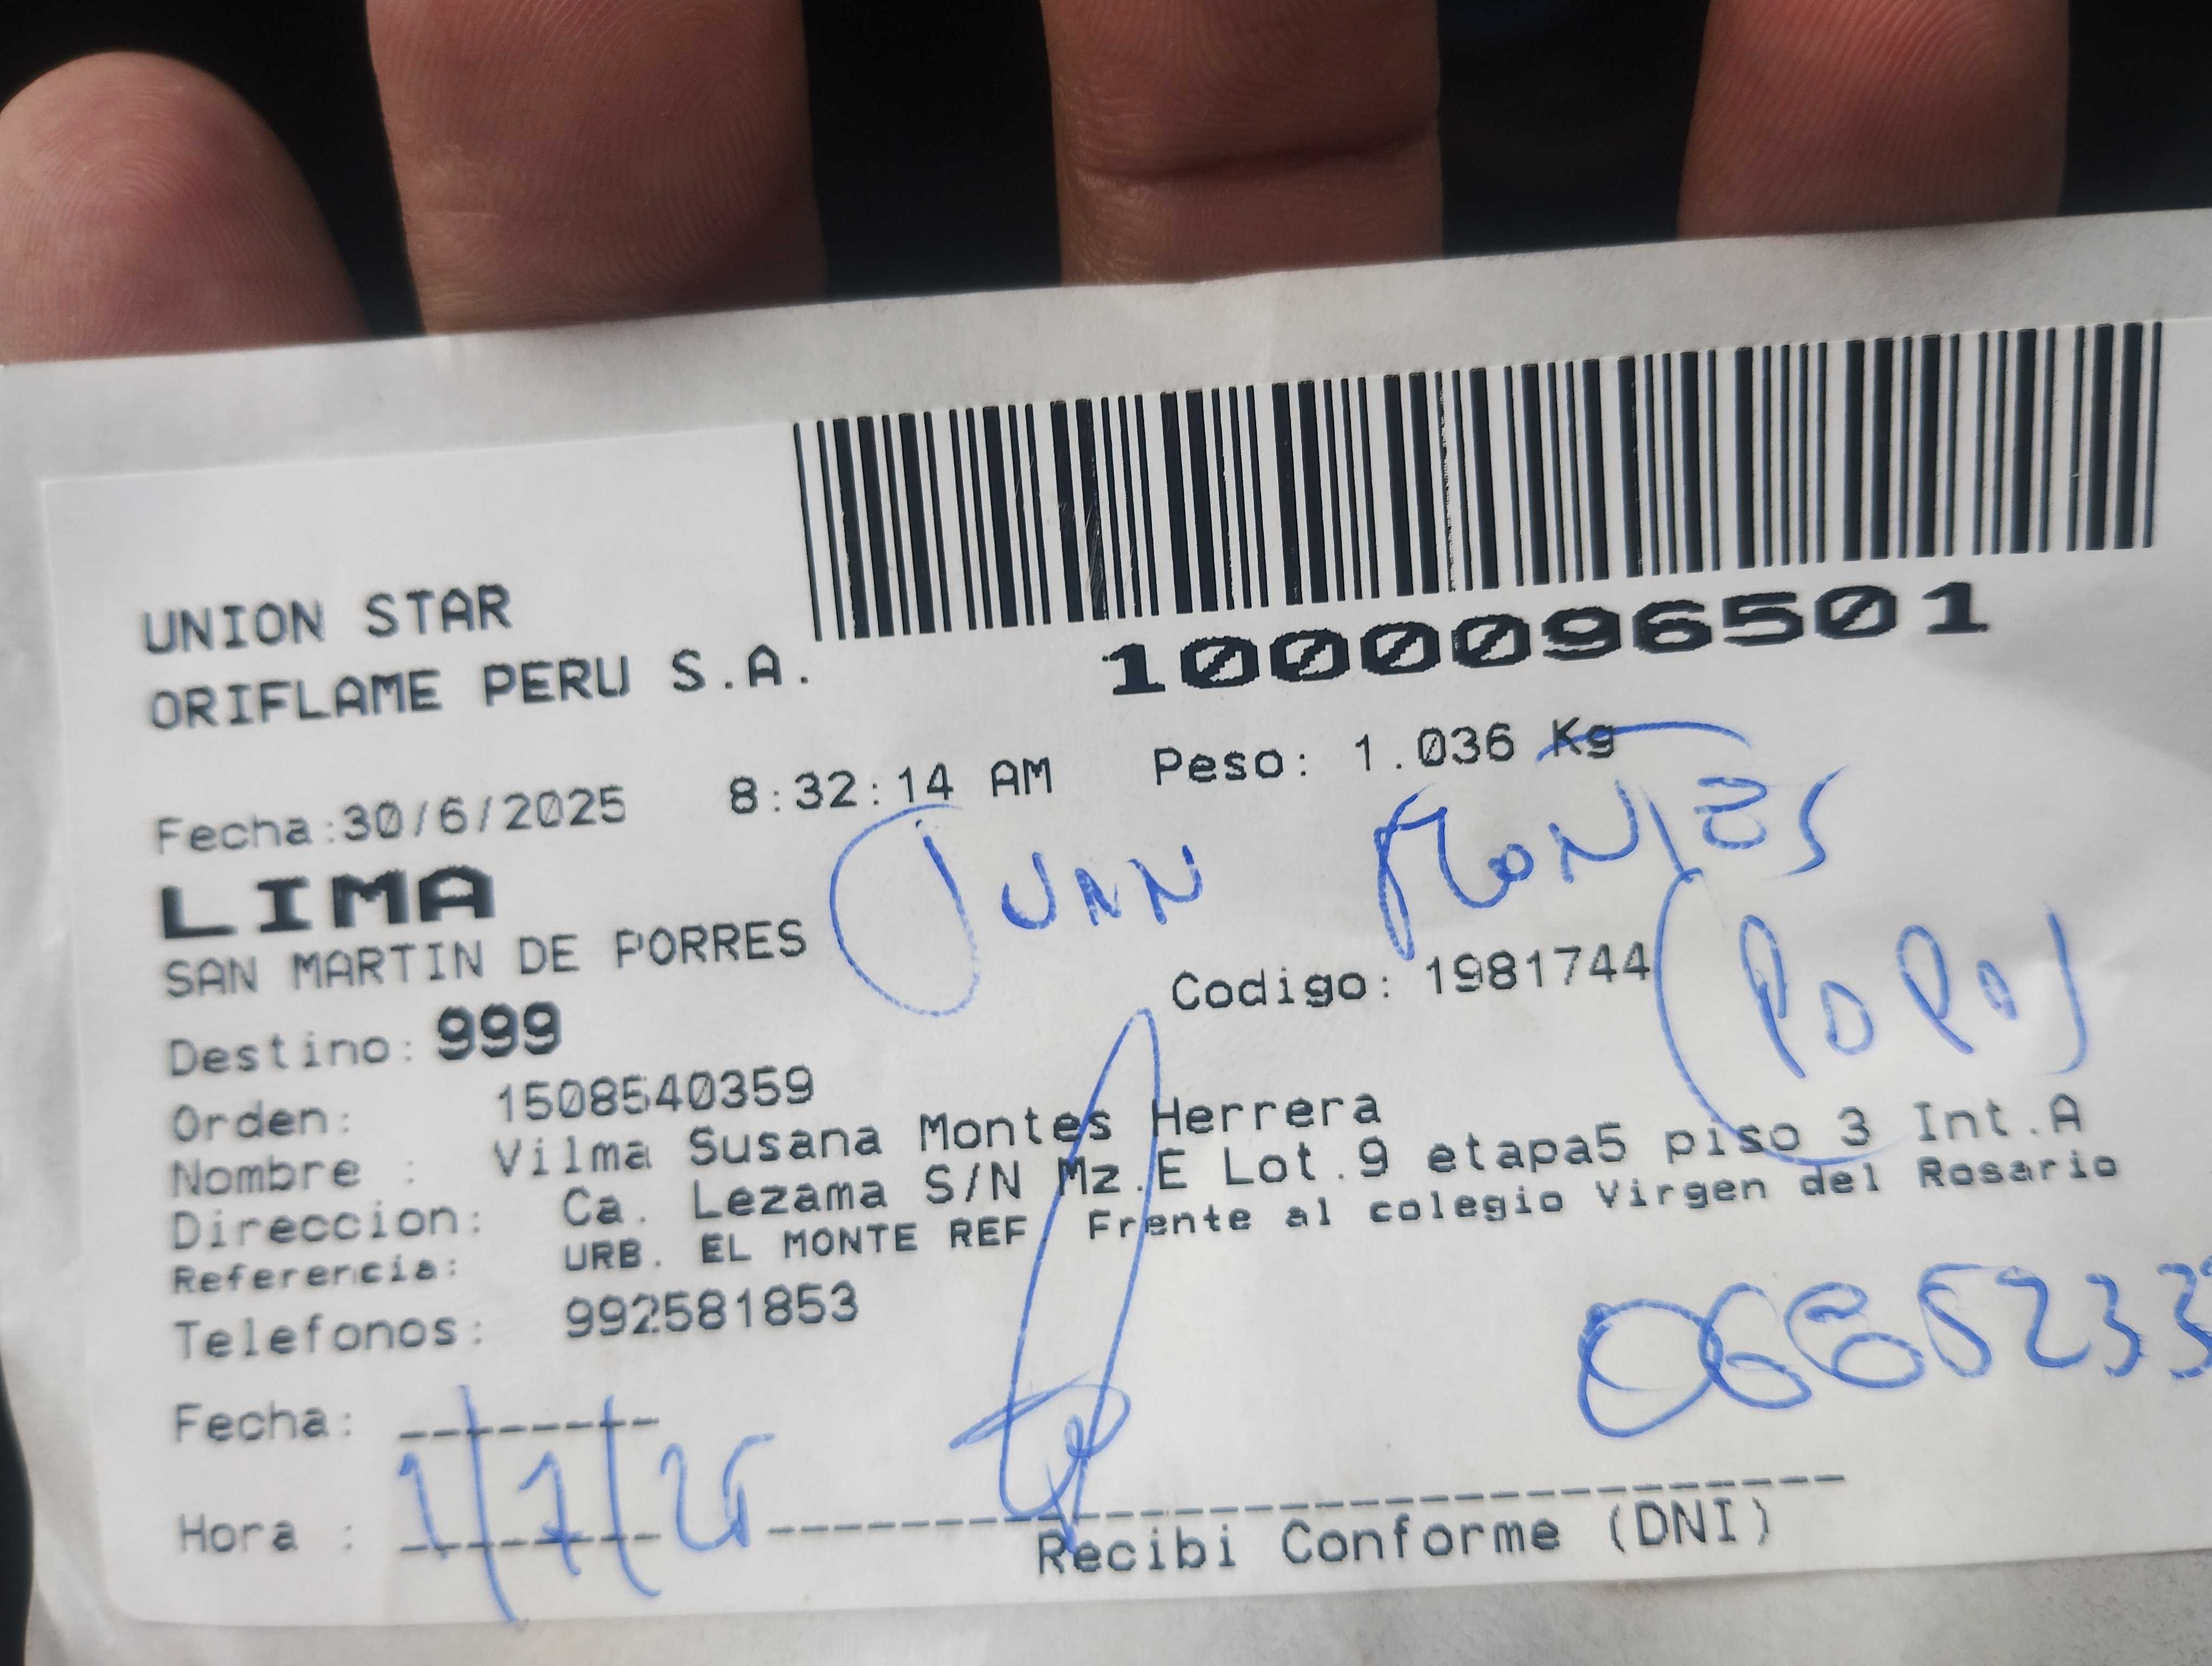 1000096501
UNION STAR
ORIFLAME PERU S.A.
Fecha:30/6/2025 8:32:14 AM Peso: 1.036 Kg
LIMA
JUAN MONTES
SAN MARTIN DE PORRES
(POPO)
Destino: 999 Codigo: 1981744
Orden: 1508540359
Nombre : Vilma Susana Montes Herrera
Direccion: Ca. Lezama S/N Mz.E Lot.9 etapa5 piso 3 Int.A
Referencia: URB. EL MONTE REF Frente al colegio Virgen del Rosario
Telefonos: 992581853
Fecha:
1/7/25
Hora :
Recibi Conforme (DNI)